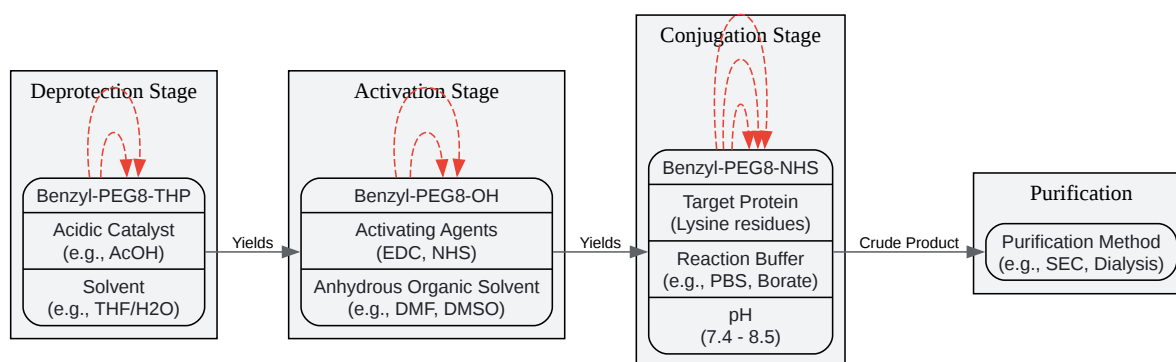 Deprotection Stage
Benzyl-PEG8-THP
Acidic Catalyst
(e.g., AcOH)
Solvent
(e.g., THF/H2O)
Yields
Activation Stage
Benzyl-PEG8-OH
Activating Agents
(EDC, NHS)
Anhydrous Organic Solvent
(e.g., DMF, DMSO)
Yields
Conjugation Stage
Benzyl-PEG8-NHS
Target Protein
(Lysine residues)
Reaction Buffer
(e.g., PBS, Borate)
pH
(7.4 - 8.5)
Crude Product
Purification
Purification Method
(e.g., SEC, Dialysis)